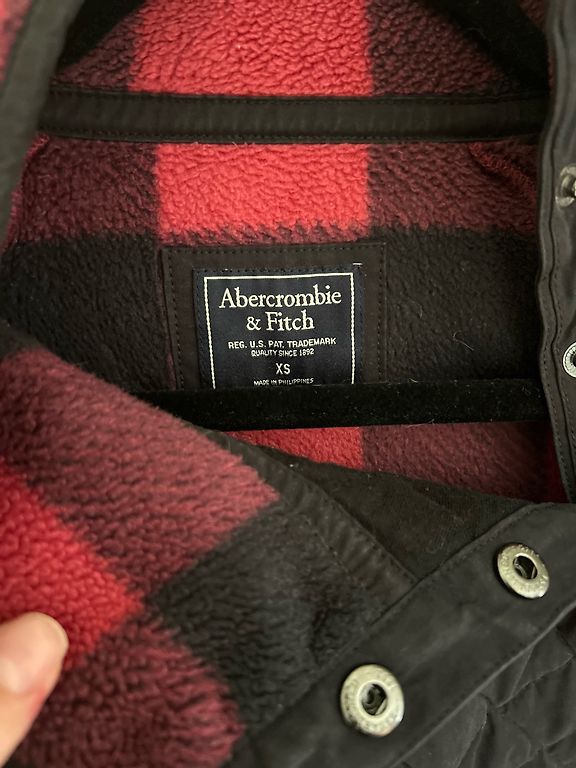 Abercrombie
& Fitch
REG. U.S. PAT. TRADEMARK
QUALITY SINCE 1892
XS
MADE IN PHILIPPINES